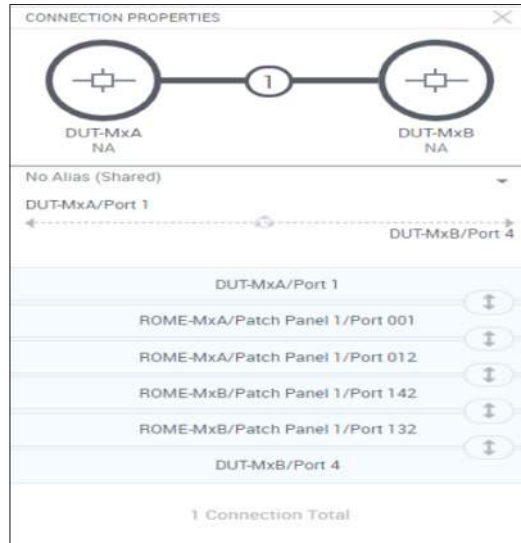 CONNECTION PROPERTIES
1
DUT-MxA
NA
DUT-MxB
NA
No Alias (Shared)
DUT-MxA/Port 1
DUT-MxB/Port 4
DUT-MxA/Port 1
ROME-MxA/Patch Panel 1/Port 001
ROME-MxA/Patch Panel 1/Port 012
ROME-MxB/Patch Panel 1/Port 142
ROME-MxB/Patch Panel 1/Port 132
DUT-MxB/Port 4
1 Connection Total